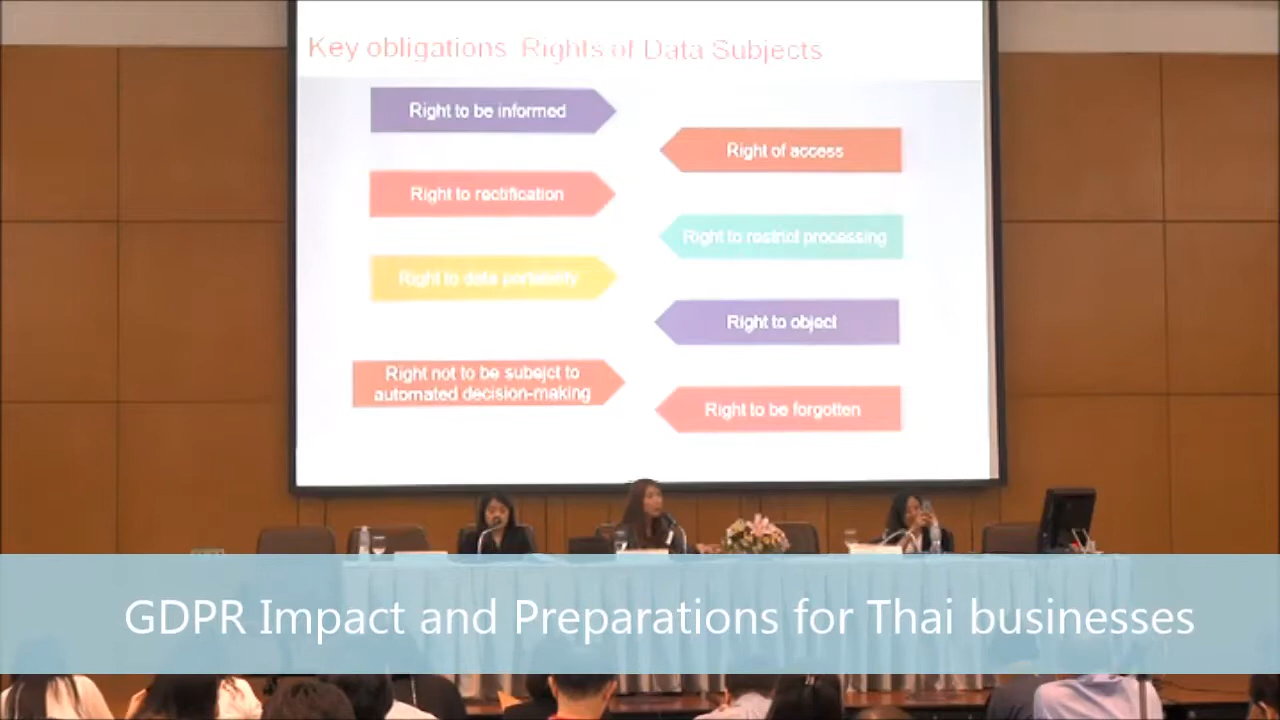 Key obligations Rights of Data Subjects
Right to be informed
Right of access
Right to rectification
Right to restrict processing
Right to data portability
Right to object
Right not to be subejct to
automated decision-making
Right to be forgotten
GDPR Impact and Preparations for Thai businesses